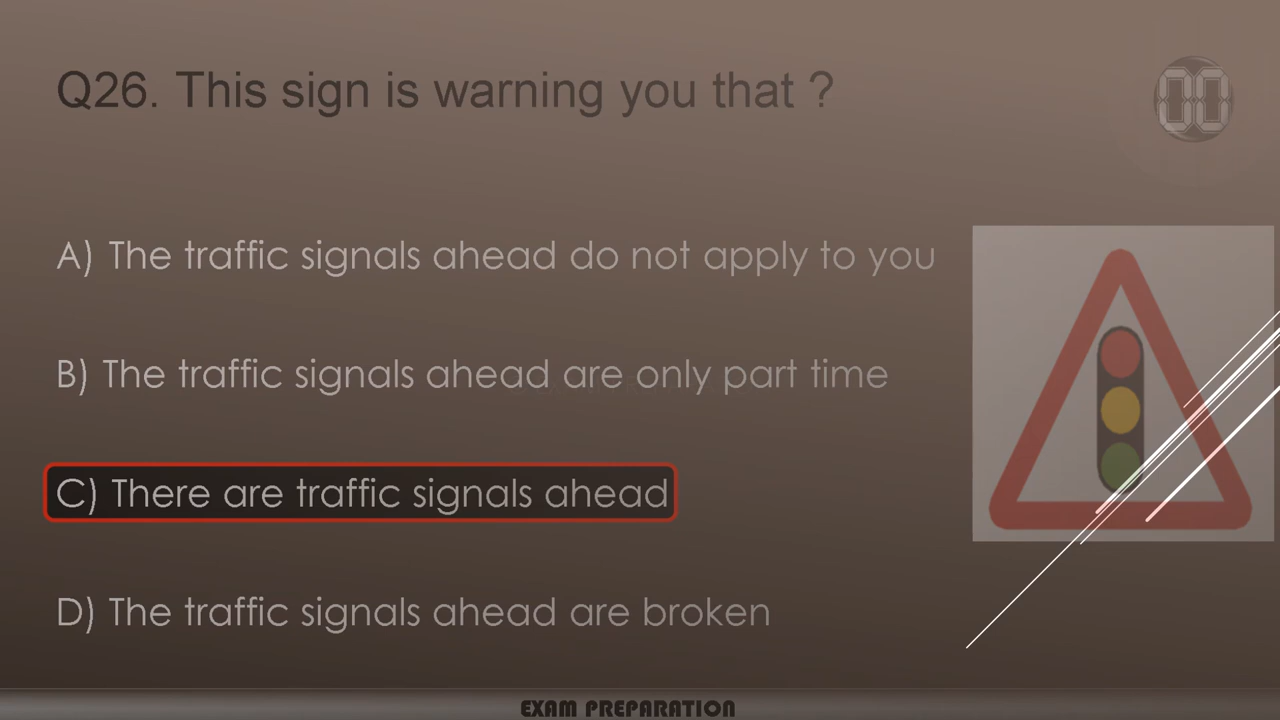 Q26. This sign is warning you that ?
00
A) The traffic signals ahead do not apply to you
B) The traffic signals ahead are only part time
C) There are traffic signals ahead
D) The traffic signals ahead are broken
EXAM PREPARATION